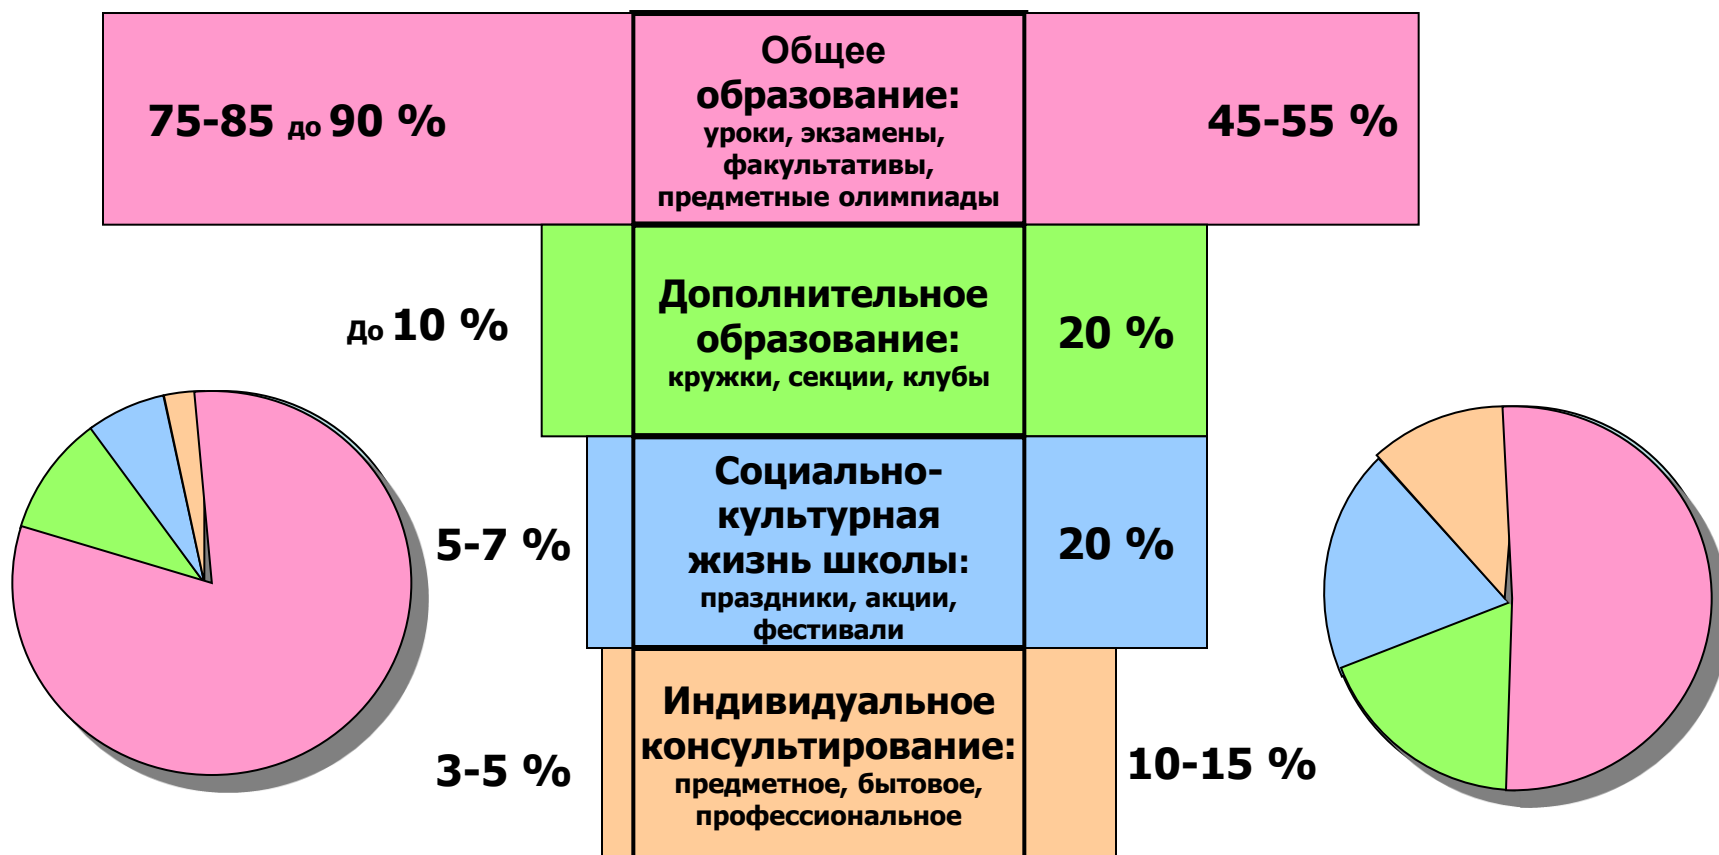 75-85 до 90 %
Общее
образование:
уроки, экзамены,
факультативы,
предметные олимпиады
45-55 %
До 10 %
Дополнительное
образование:
кружки, секции, клубы
20 %
5-7 %
Социально-
культурная
жизнь школы:
праздники, акции,
фестивали
20 %
3-5 %
Индивидуальное
консультирование:
предметное, бытовое,
профессиональное
10-15 %